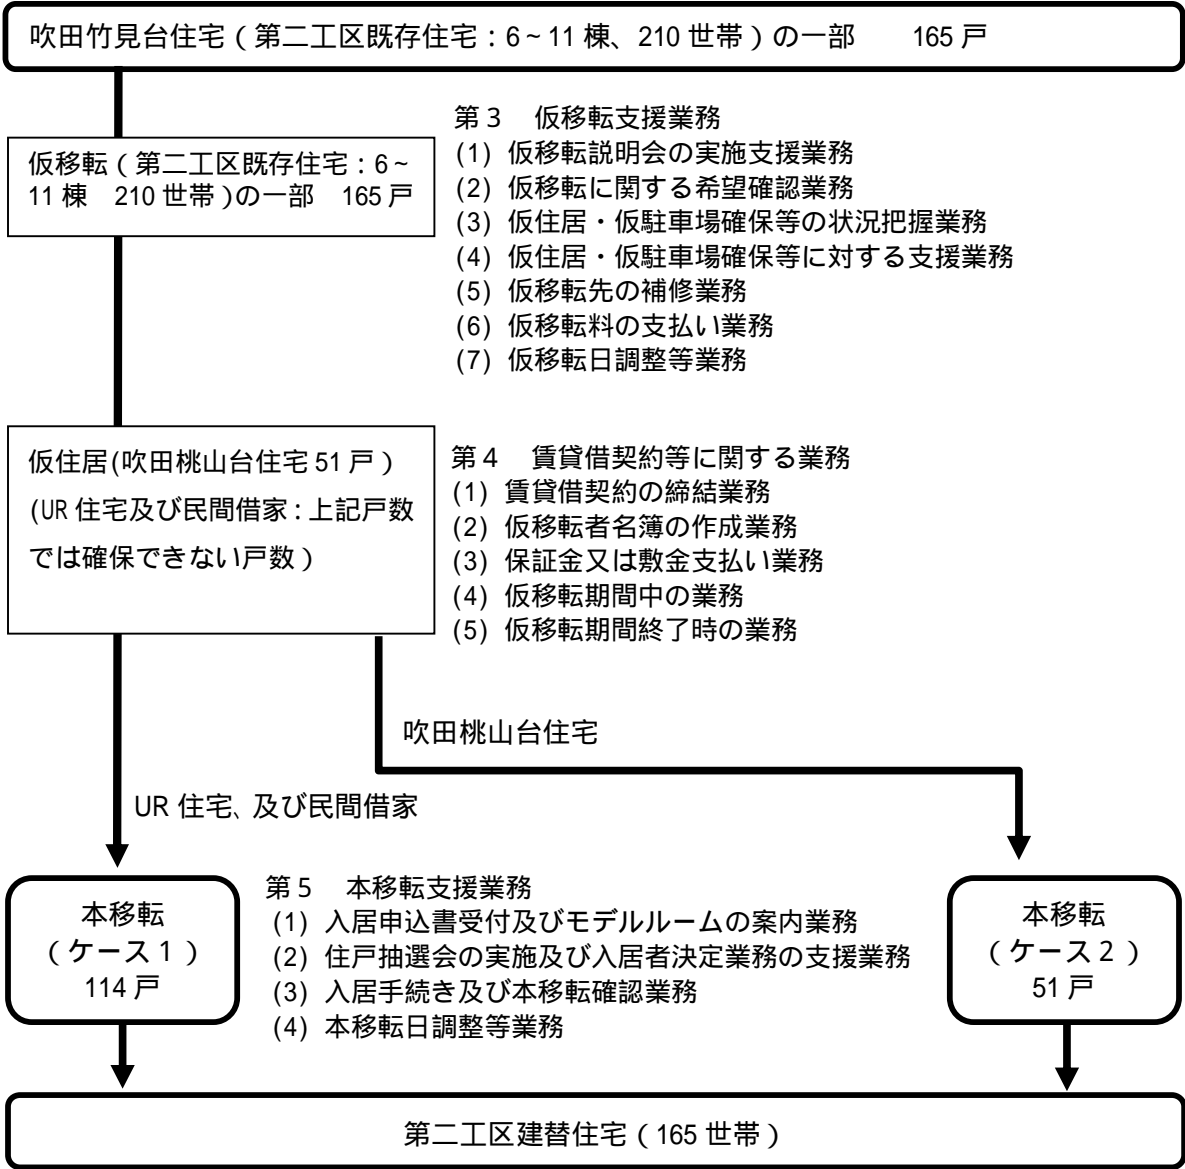 吹田竹見台住宅（第二工区既存住宅：6～11棟、210世帯）の一部　　165戸
仮移転（第二工区既存住宅：6～
11棟　210世帯）の一部　165戸
第３　仮移転支援業務
(1) 仮移転説明会の実施支援業務
(2) 仮移転に関する希望確認業務
(3) 仮住居・仮駐車場確保等の状況把握業務
(4) 仮住居・仮駐車場確保等に対する支援業務
(5) 仮移転先の補修業務
(6) 仮移転料の支払い業務
(7) 仮移転日調整等業務
仮住居(吹田桃山台住宅51戸）
(UR住宅及び民間借家：上記戸数
では確保できない戸数）
第４　賃貸借契約等に関する業務
(1) 賃貸借契約の締結業務
(2) 仮移転者名簿の作成業務
(3) 保証金又は敷金支払い業務
(4) 仮移転期間中の業務
(5) 仮移転期間終了時の業務
吹田桃山台住宅
UR住宅、及び民間借家
本移転
（ケース１）
114戸
第５　本移転支援業務
(1) 入居申込書受付及びモデルルームの案内業務
(2) 住戸抽選会の実施及び入居者決定業務の支援業務
(3) 入居手続き及び本移転確認業務
(4) 本移転日調整等業務
本移転
（ケース２）
51戸
第二工区建替住宅（165世帯）